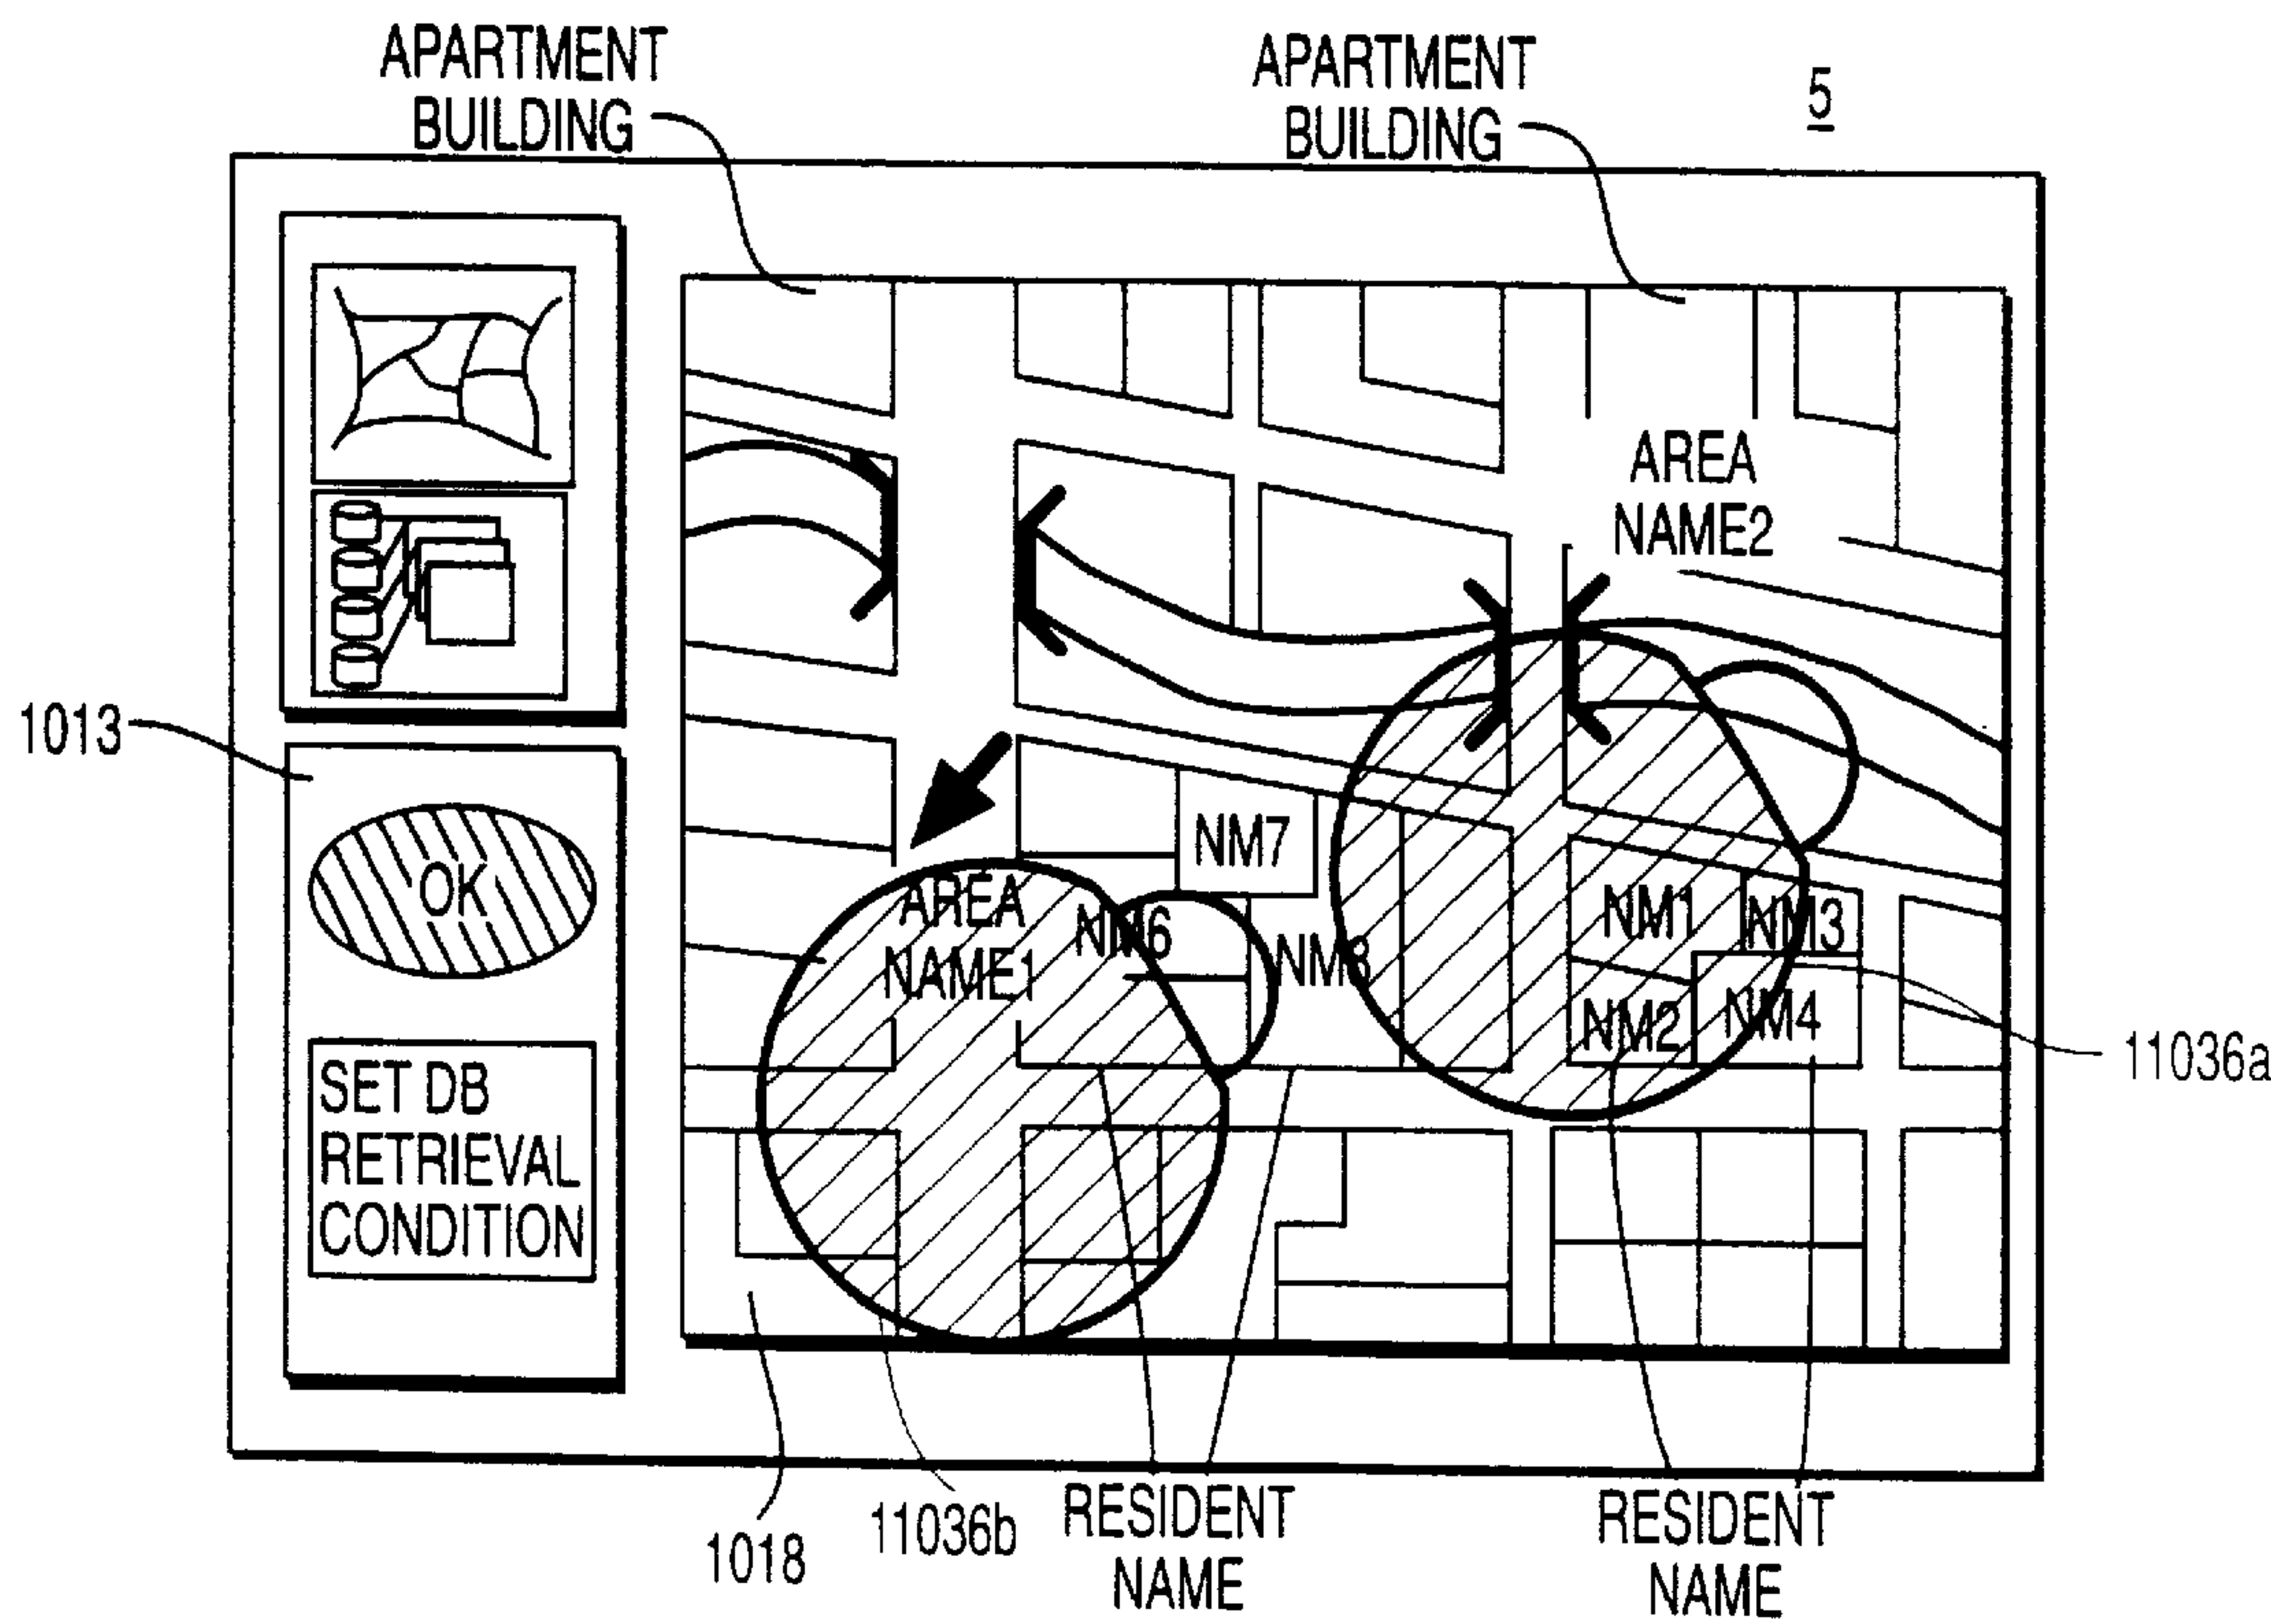 APARTMENT
BUILDING
APARTMENT
BUILDING
5
AREA
NAME2
1013
OK
NM7
AREA
NAME1
NM6
NM8
NM1
NM3
NM2
NM4
11036a
SET DB
RETRIEVAL
CONDITION
1018
11036b
RESIDENT
NAME
RESIDENT
NAME